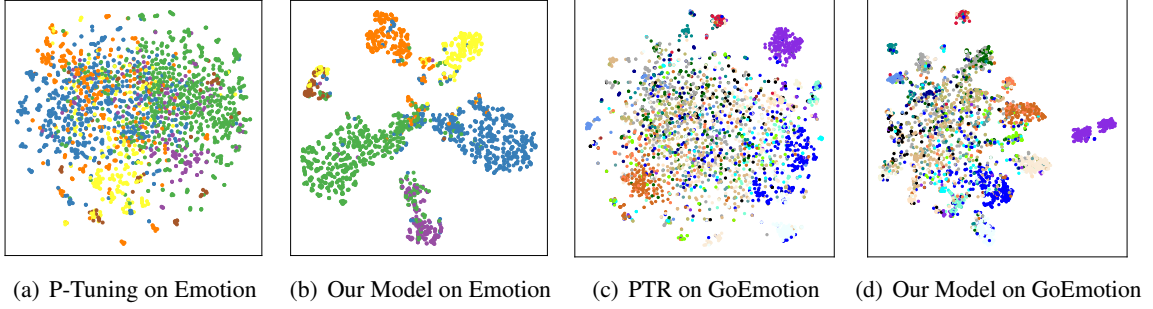 (a) P-Tuning on Emotion
(b) Our Model on Emotion
(c) PTR on GoEmotion
(d) Our Model on GoEmotion